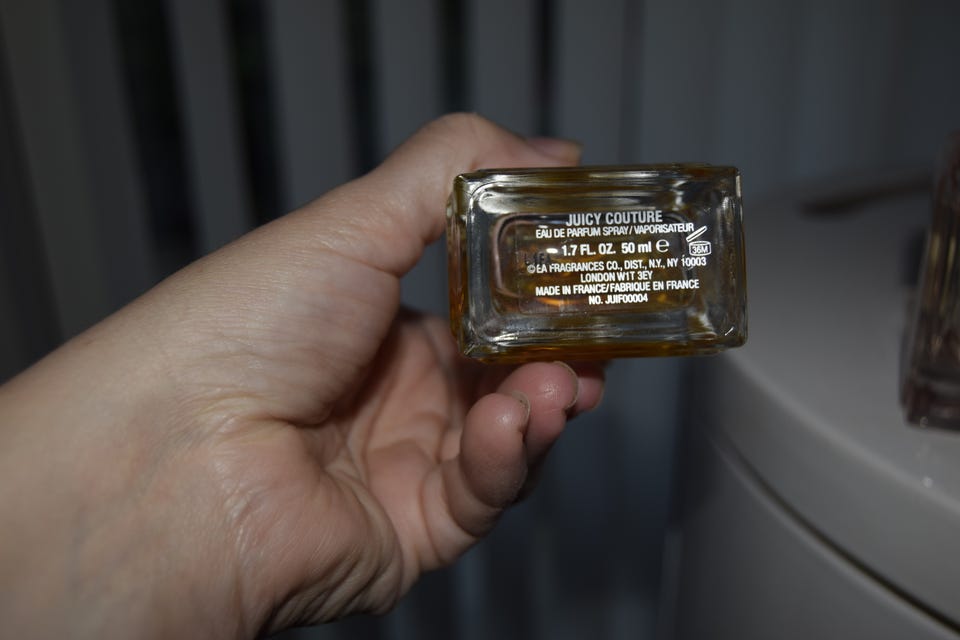 JUICY COUTURE
EAU DE PARFUM SPRAY/VAPORISATEUR
1.7 FL. OZ. 50 ml ℮
36M
©EA FRAGRANCES CO., DIST., N.Y., NY 10003
LONDON W1T 3EY
MADE IN FRANCE/FABRIQUE EN FRANCE
NO. JUIF00004